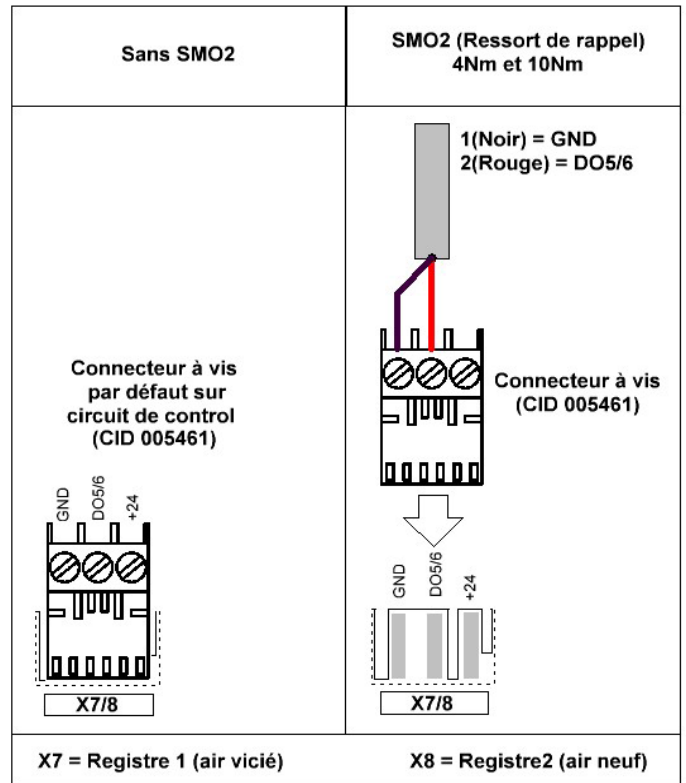 Sans SMO2
SMO2 (Ressort de rappel)
4Nm et 10Nm
1(Noir) = GND
2(Rouge) = DO5/6
Connecteur à vis
par défaut sur
circuit de control
(CID 005461)
GND
DO5/6
+24
X7/8
Connecteur à vis
(CID 005461)
GND
DO5/6
+24
X7/8
X7 = Registre 1 (air vicié)
X8 = Registre2 (air neuf)